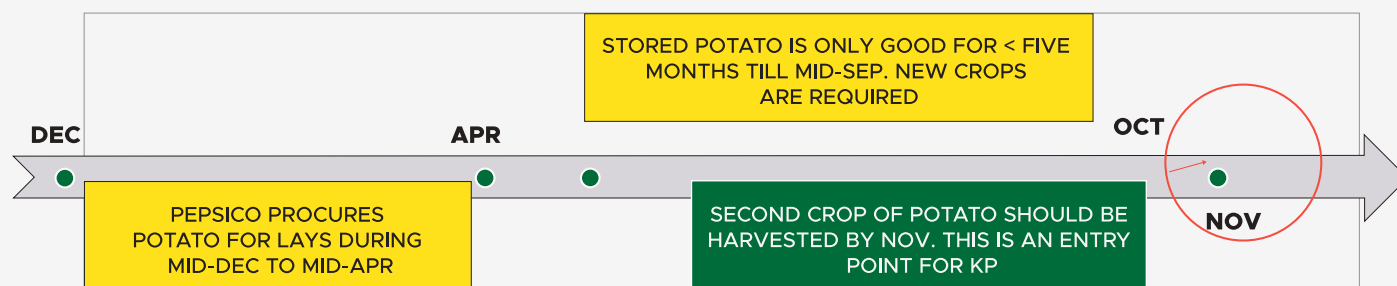 STORED POTATO IS ONLY GOOD FOR < FIVE
MONTHS TILL MID-SEP. NEW CROPS
ARE REQUIRED
DEC
APR
OCT
PEPSICO PROCURES
POTATO FOR LAYS DURING
MID-DEC TO MID-APR
SECOND CROP OF POTATO SHOULD BE
HARVESTED BY NOV. THIS IS AN ENTRY
POINT FOR KP
NOV